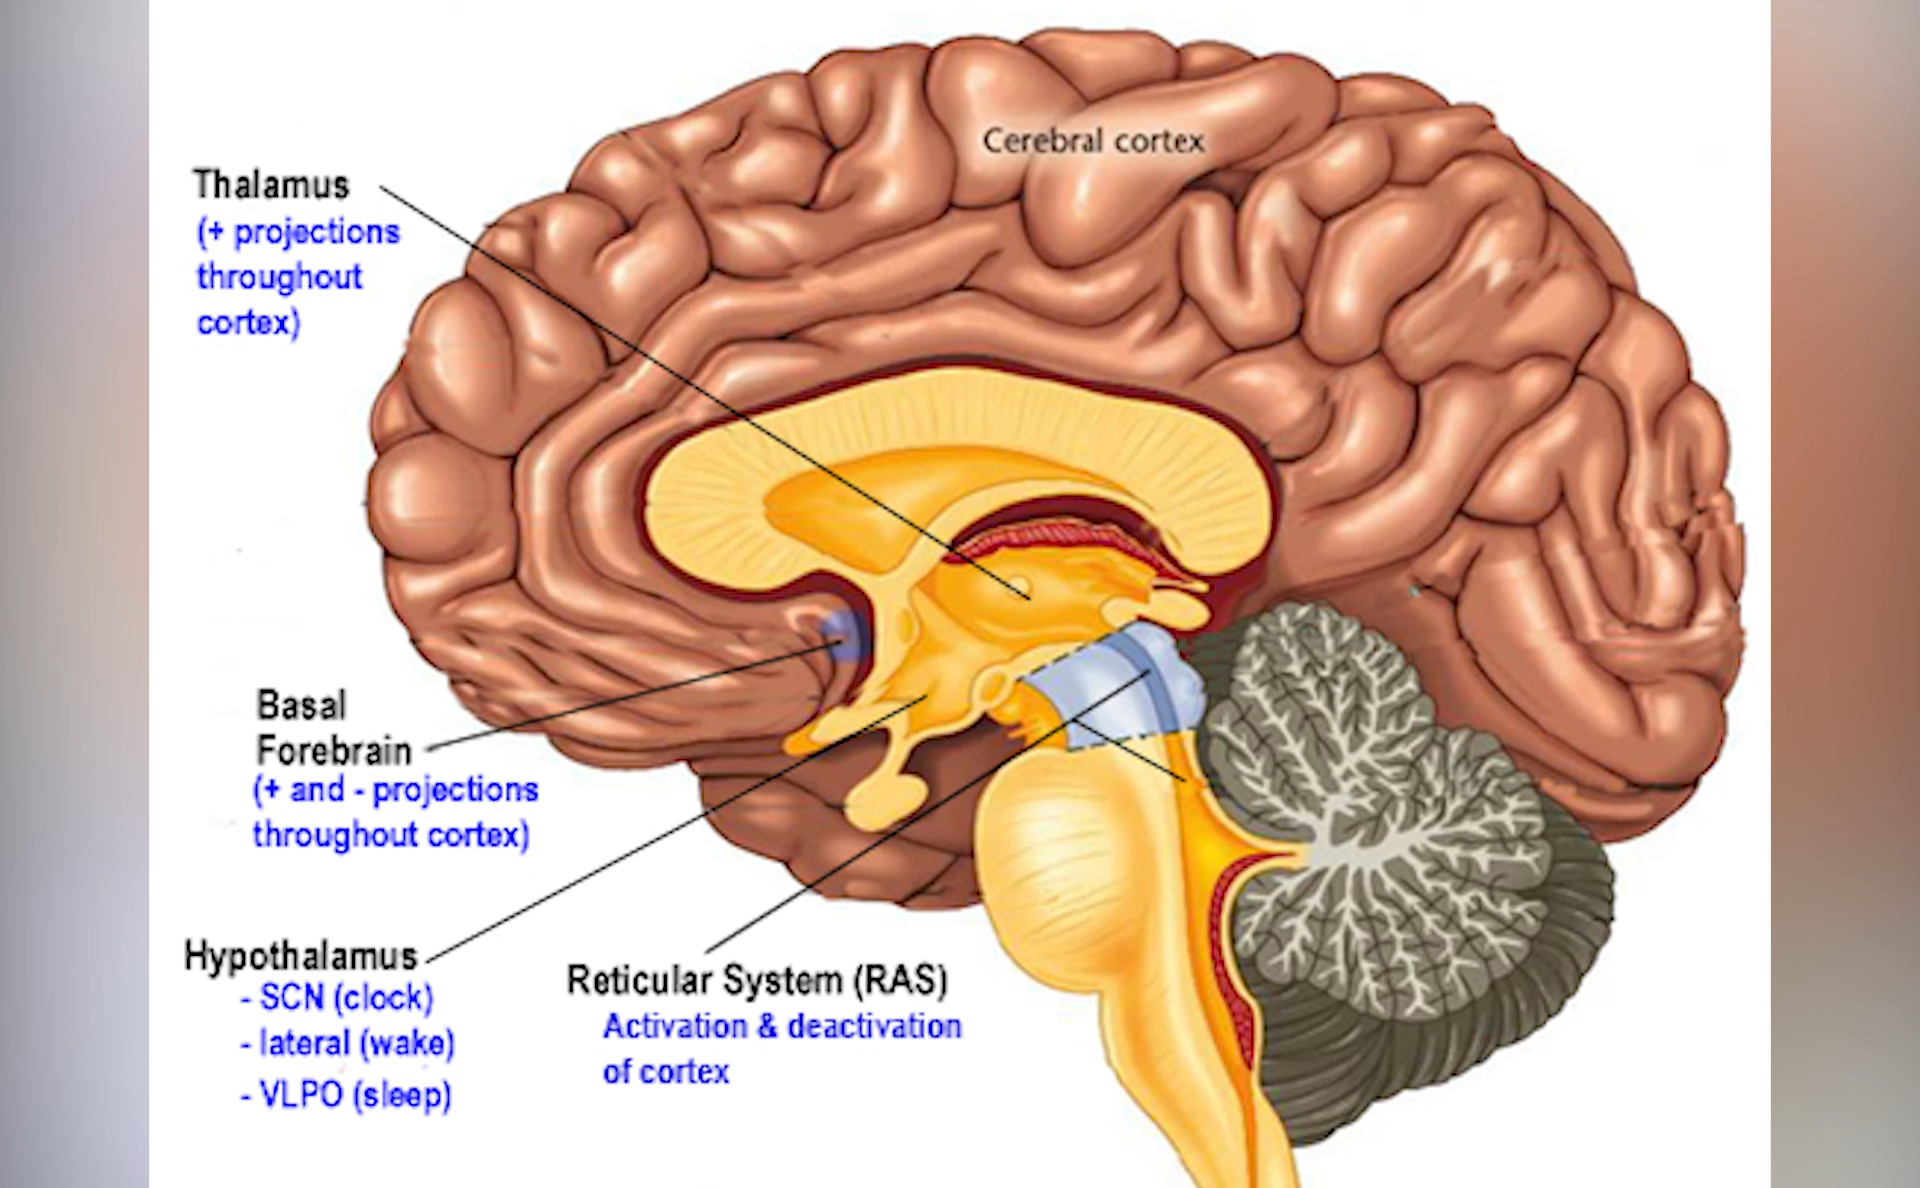 Cerebral cortex
Thalamus
(+ projections
throughout
cortex)
Basal
Forebrain
(+ and - projections
throughout cortex)
Hypothalamus
- SCN (clock)
- lateral (wake)
- VLPO (sleep)
Reticular System (RAS)
Activation & deactivation
of cortex